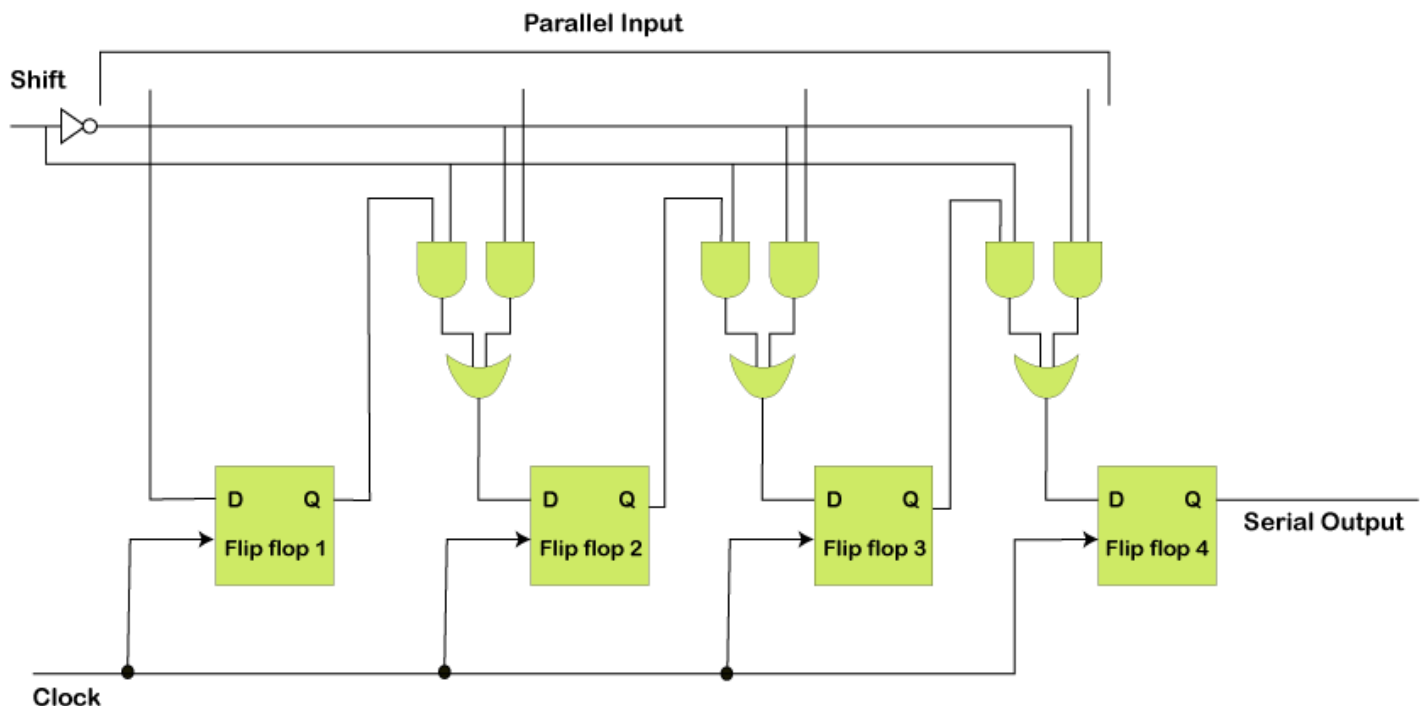 Parallel Input
Shift
D Q
Flip flop 1
D Q
Flip flop 2
D Q
Flip flop 3
D Q
Flip flop 4
Serial Output
Clock